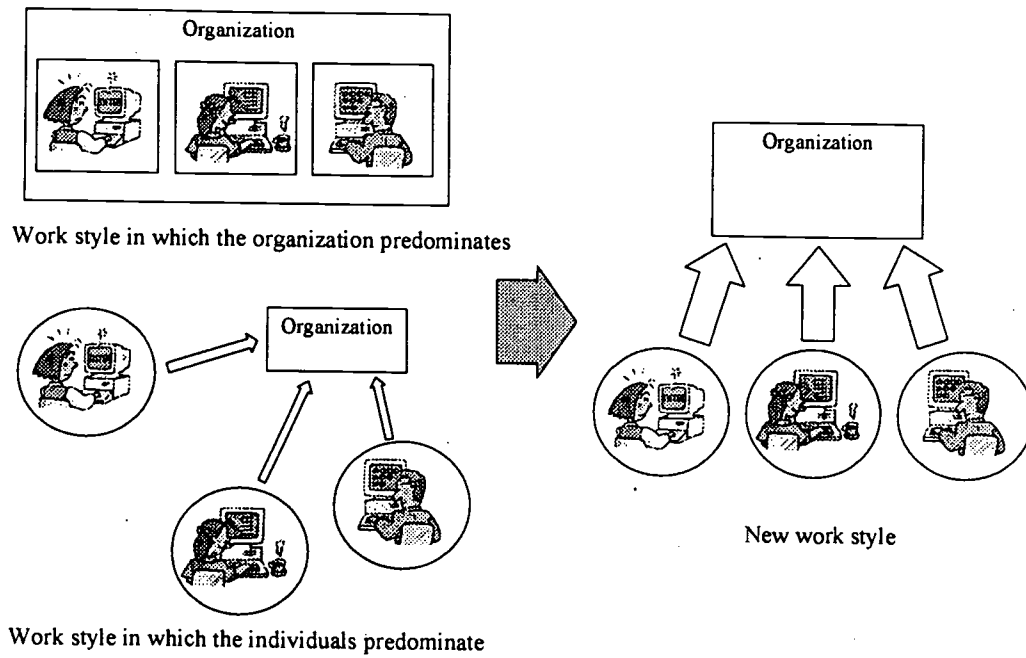 Organization
Work style in which the organization predominates
Organization
Work style in which the individuals predominate
Organization
New work style